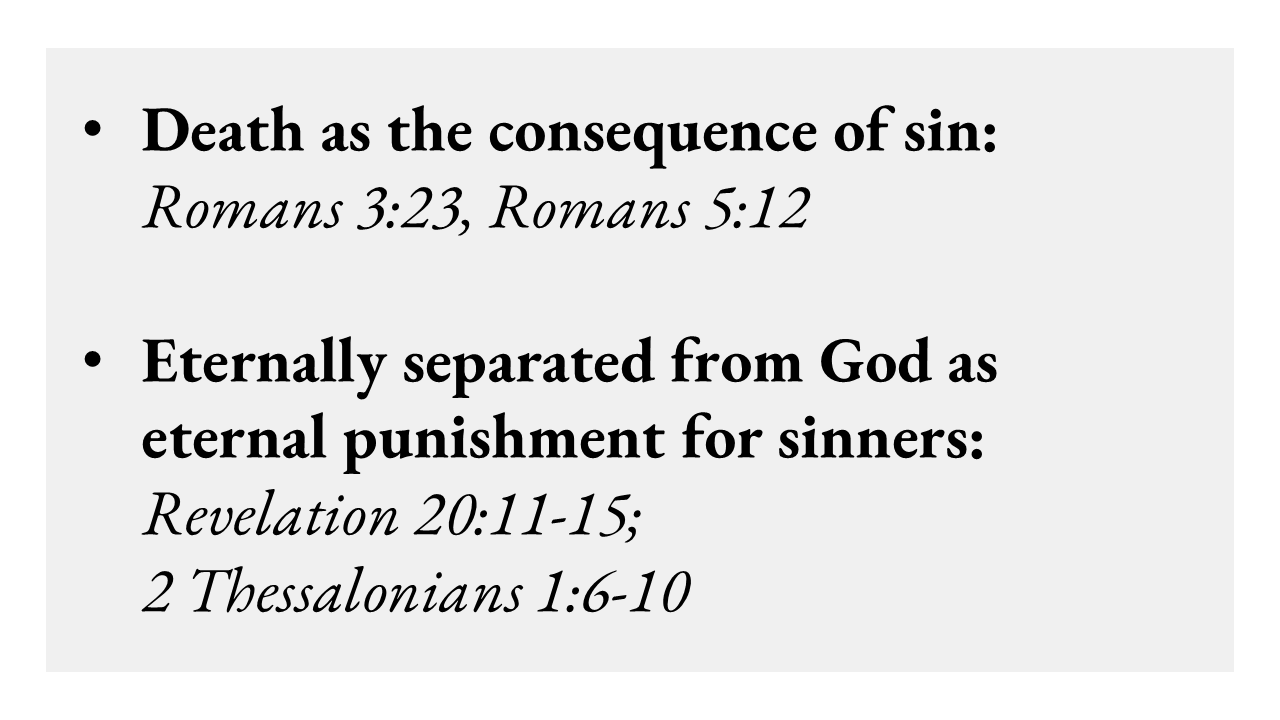 • Death as the consequence of sin:
Romans 3:23, Romans 5:12
• Eternally separated from God as
eternal punishment for sinners:
Revelation 20:11-15;
2 Thessalonians 1:6-10